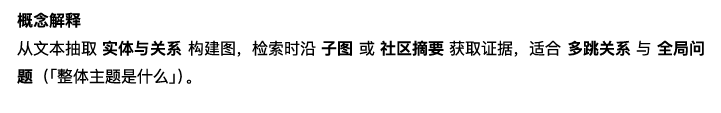 概念解释
从文本抽取 实体与关系 构建图，检索时沿 子图 或 社区摘要 获取证据，适合 多跳关系 与 全局问
题（「整体主题是什么」）。